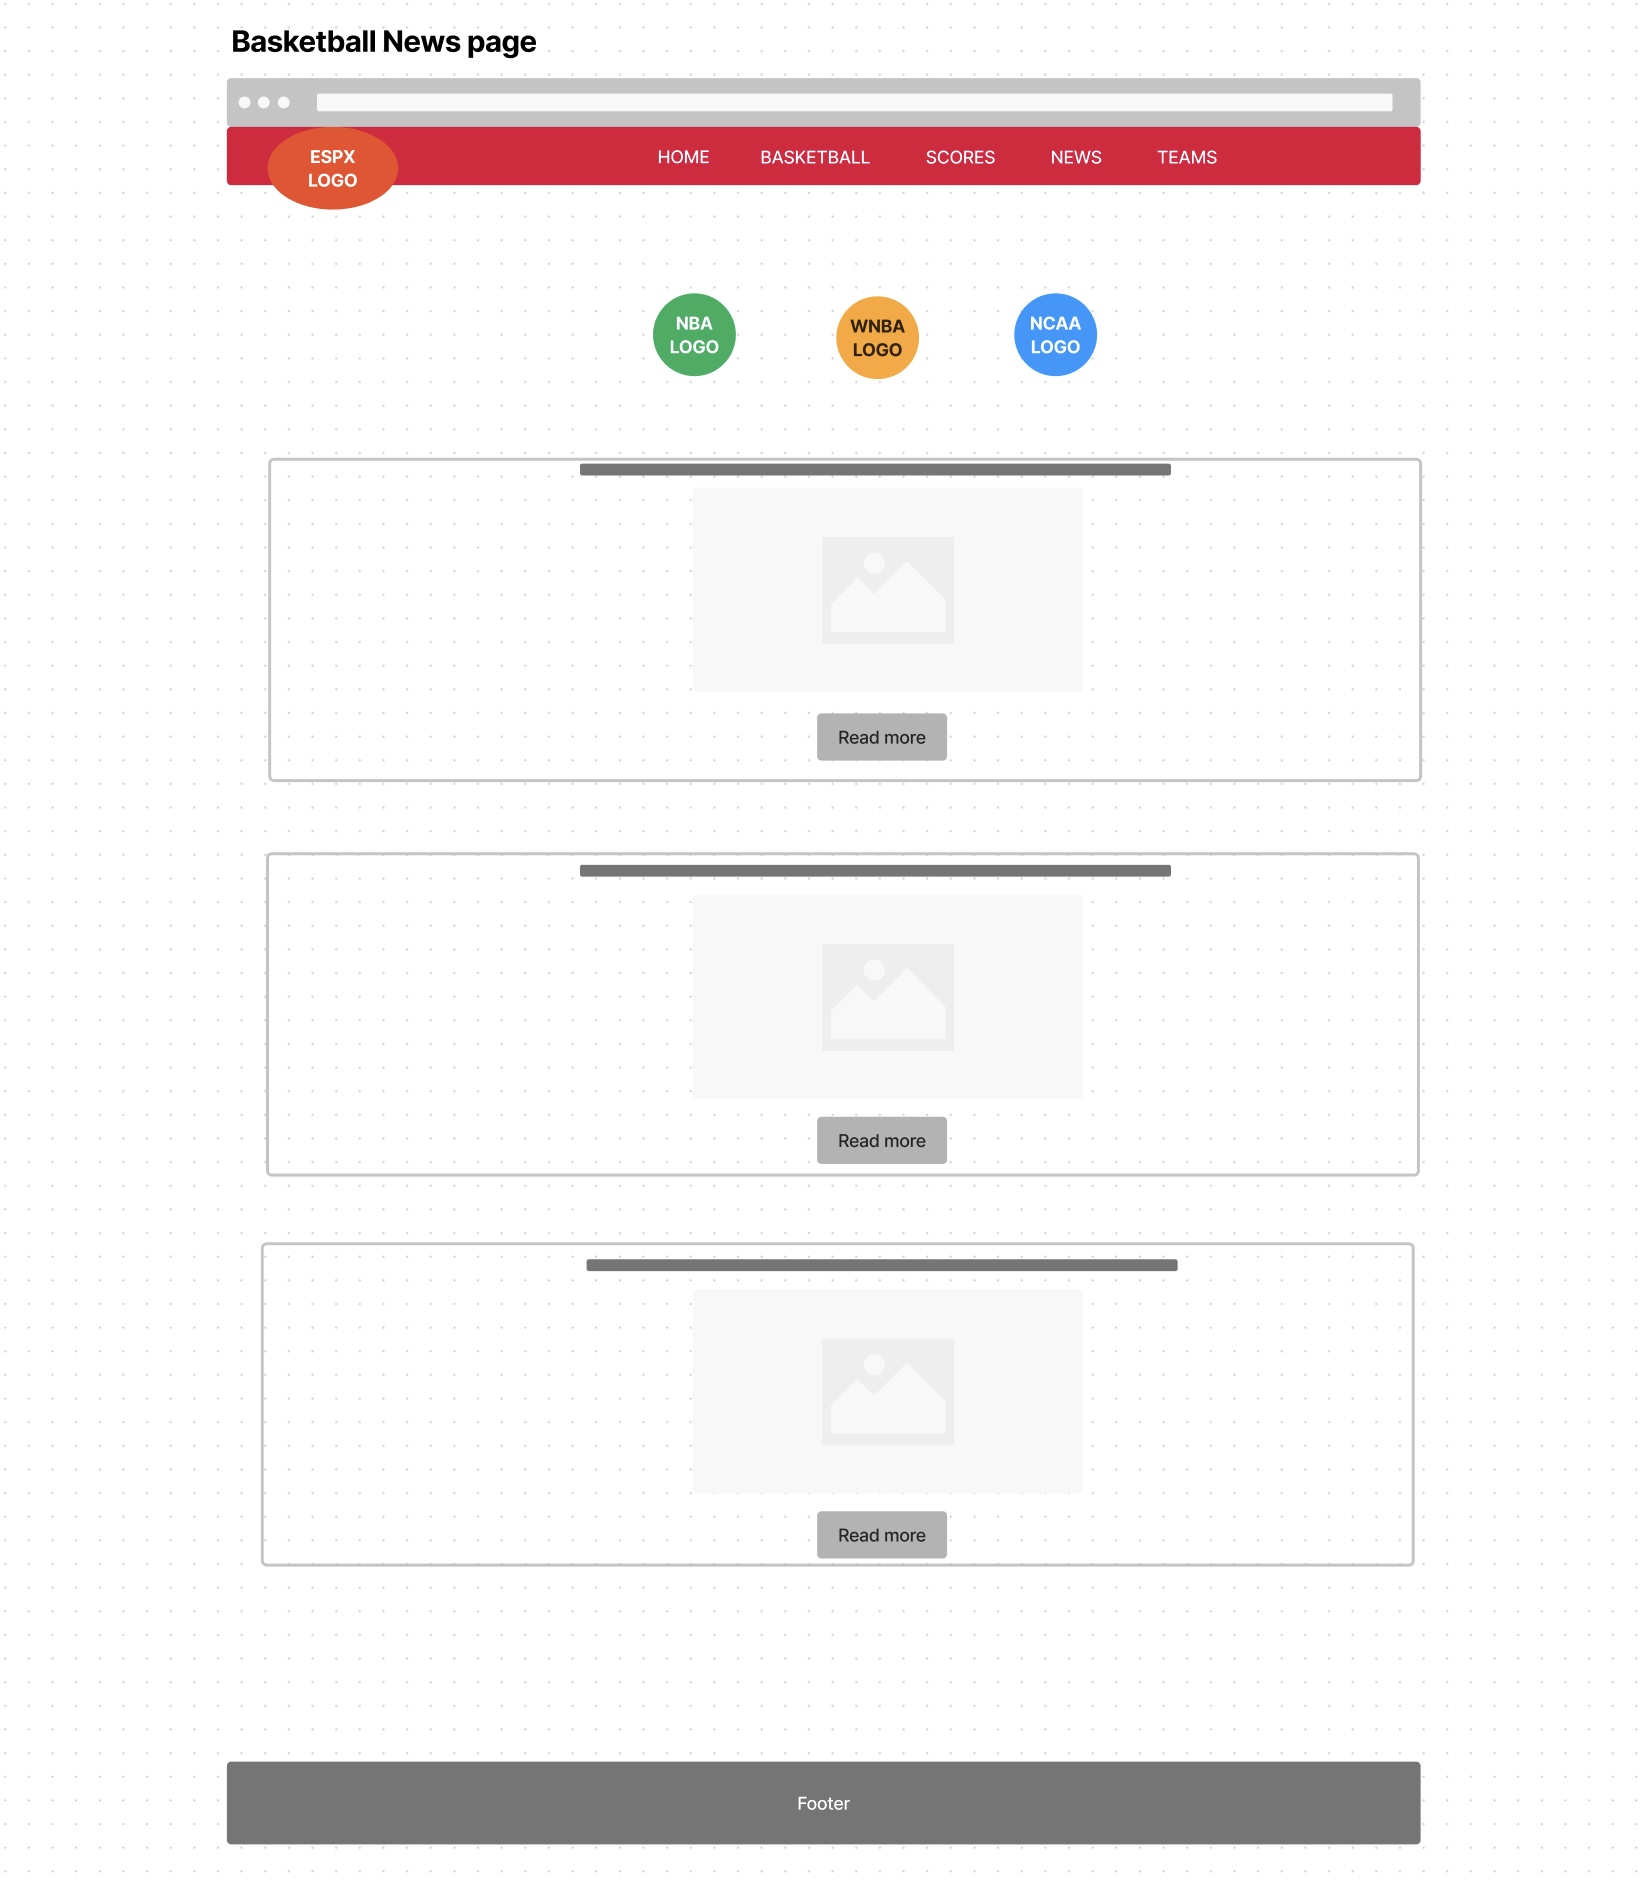 Basketball News page
ESPX
LOGO
HOME BASKETBALL SCORES NEWS TEAMS
NBA
LOGO
WNBA
LOGO
NCAA
LOGO
Read more
Read more
Read more
Footer